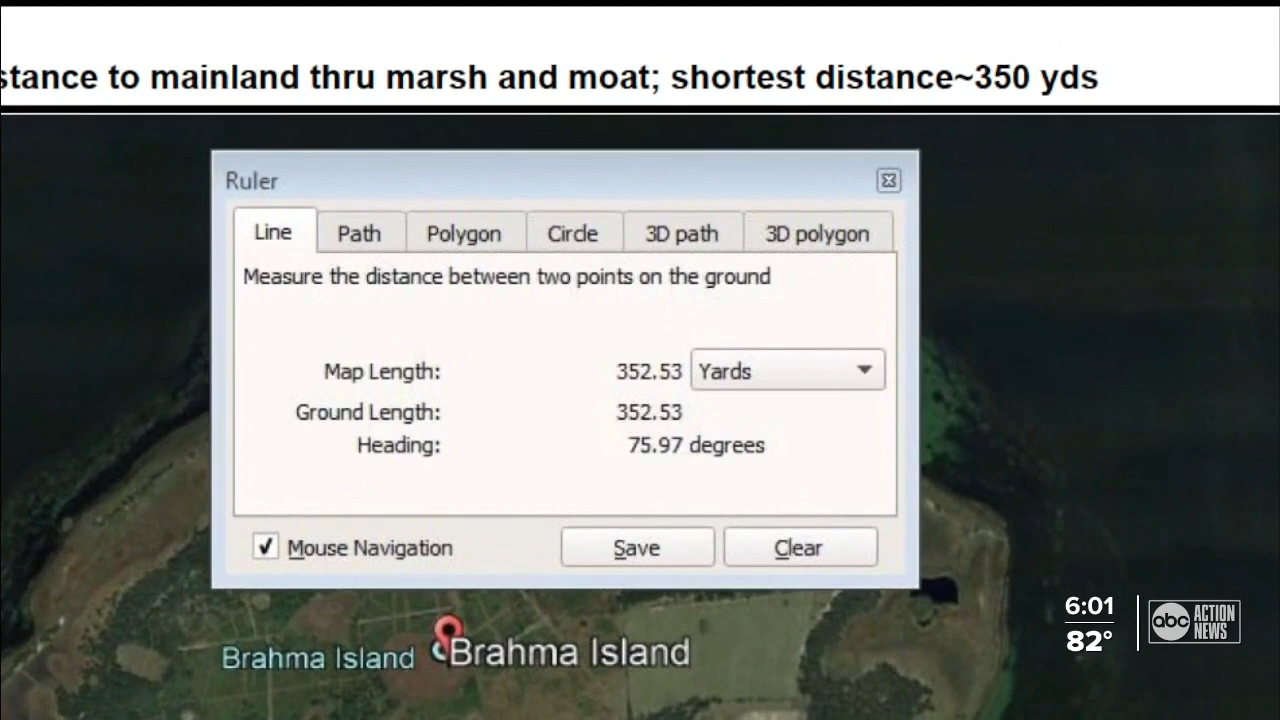 stance to mainland thru marsh and moat; shortest distance~350 yds
Ruler
Line Path Polygon Circle 3D path 3D polygon
Measure the distance between two points on the ground
Map Length: 352.53 Yards
Ground Length: 352.53
Heading: 75.97 degrees
Mouse Navigation Save Clear
Brahma Island Brahma Island
6:01
82°
abc ACTION NEWS